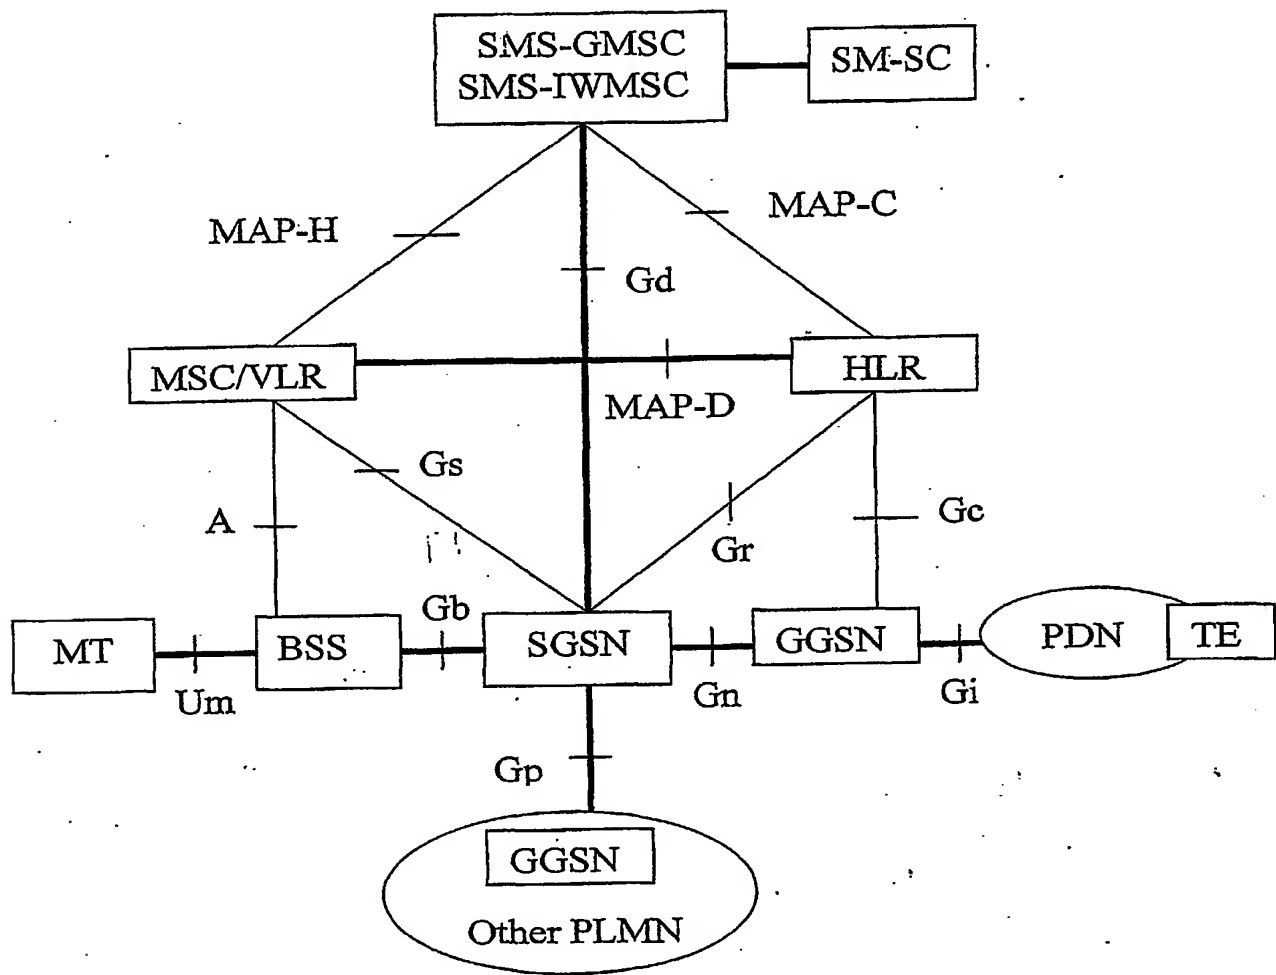 SMS-GMSC
SMS-IWMSC
SM-SC
MAP-H
MAP-C
Gd
MSC/VLR
HLR
MAP-D
Gs
A
Gr
Gc
Gb
MT
BSS
SGSN
GGSN
PDN
TE
Um
Gn
Gi
Gp
GGSN
Other PLMN